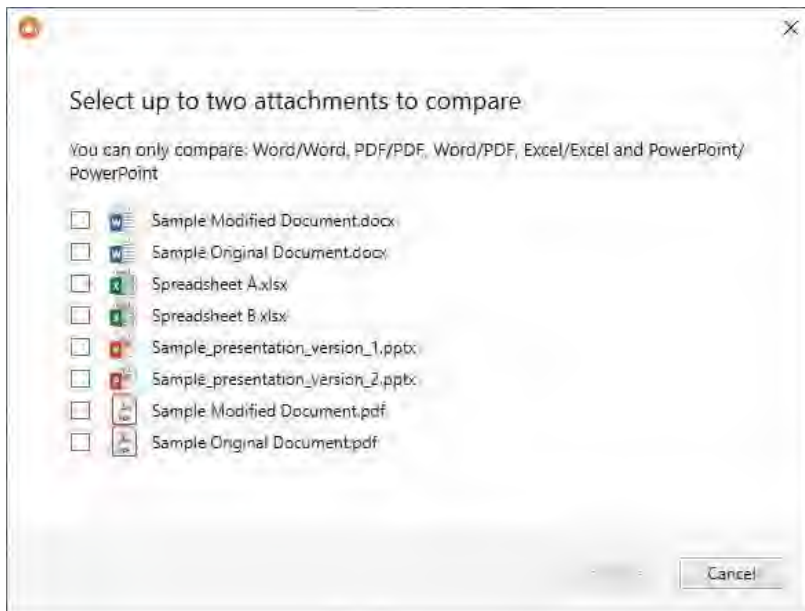 Select up to two attachments to compare
You can only compare: Word/Word, PDF/PDF, Word/PDF, Excel/Excel and PowerPoint/
PowerPoint
Sample Modified Document.docx
Sample Original Document.docx
Spreadsheet A.xlsx
Spreadsheet B.xlsx
Sample_presentation_version_1.pptx
Sample_presentation_version_2.pptx
Sample Modified Document.pdf
Sample Original Document.pdf
Cancel